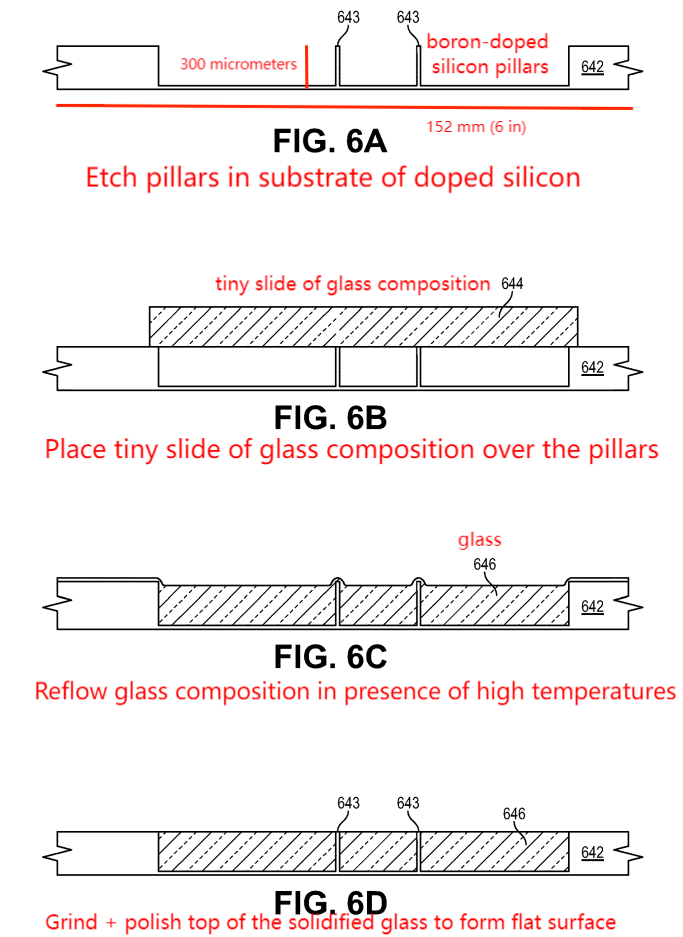 643 643
boron-doped
silicon pillars
300 micrometers
642
152 mm (6 in)
FIG. 6A
Etch pillars in substrate of doped silicon
tiny slide of glass composition 644
642
FIG. 6B
Place tiny slide of glass composition over the pillars
glass
646
642
FIG. 6C
Reflow glass composition in presence of high temperatures
643 643 646
642
FIG. 6D
Grind + polish top of the solidified glass to form flat surface